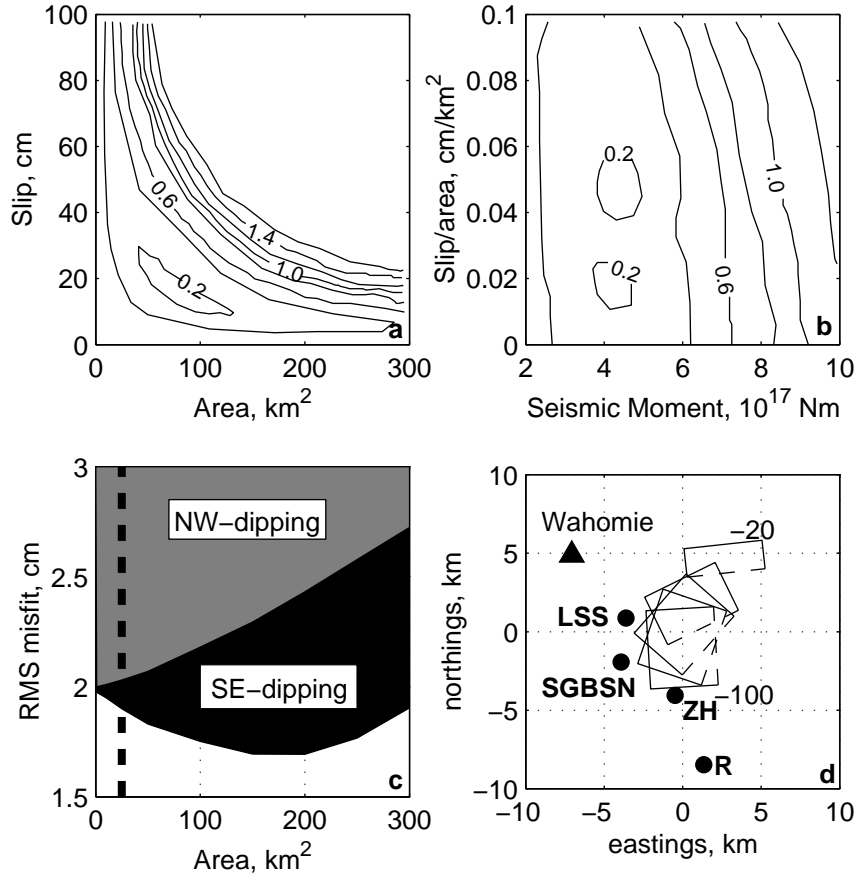 100
80
60
40
20
0
Slip, cm
0.6
1.4
1.0
0.2
a
0
100
200
300
Area, km²
0.1
0.08
0.06
0.04
0.02
0
Slip/area, cm/km²
0.2
0.2
1.0
0.6
b
2
4
6
8
10
Seismic Moment, 10¹⁷ Nm
3
2.5
2
1.5
RMS misfit, cm
NW−dipping
SE−dipping
c
0
100
200
300
Area, km²
10
5
0
−5
−10
northings, km
Wahomie
−20
LSS
SGBSN
−100
ZH
R
d
−10
−5
0
5
10
eastings, km